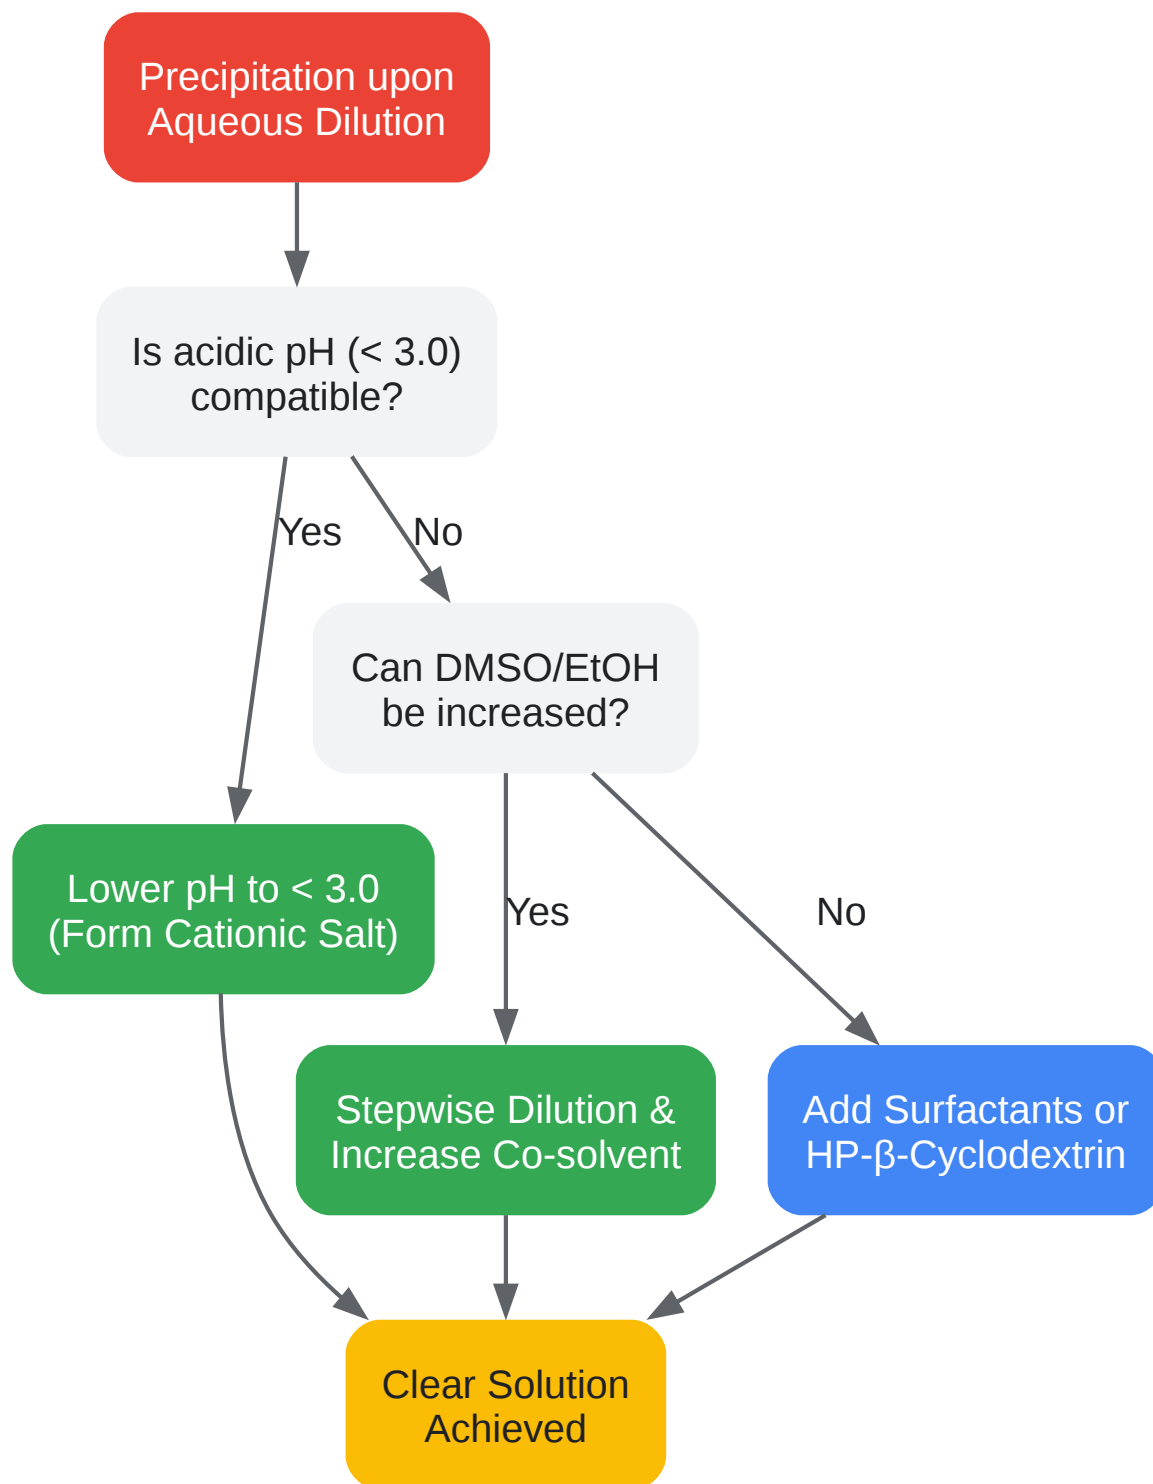 Precipitation upon
Aqueous Dilution
Is acidic pH (< 3.0)
compatible?
Yes
No
Can DMSO/EtOH
be increased?
Lower pH to < 3.0
(Form Cationic Salt)
Yes
No
Stepwise Dilution &
Increase Co-solvent
Add Surfactants or
HP-β-Cyclodextrin
Clear Solution
Achieved